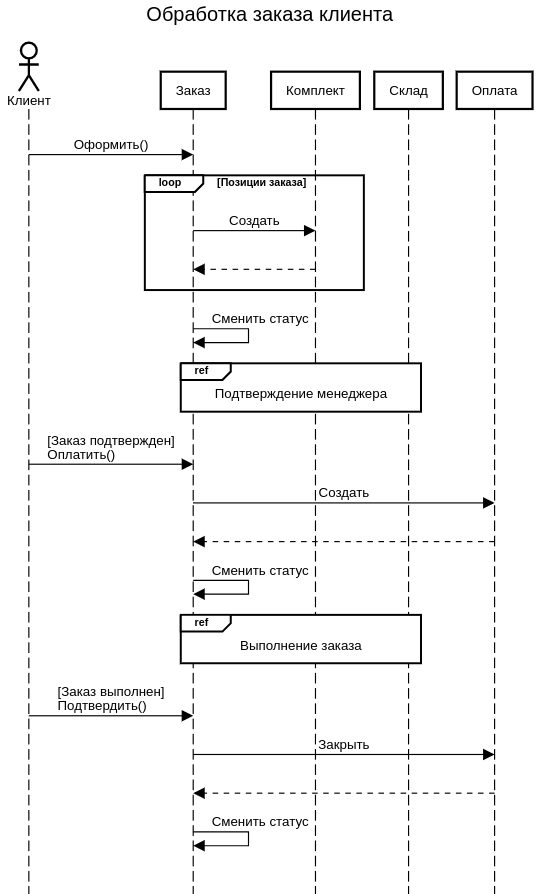 Обработка заказа клиента
Клиент
Заказ
Комплект
Склад
Оплата
Оформить()
loop
[Позиции заказа]
Создать
Сменить статус
ref
Подтверждение менеджера
[Заказ подтвержден]
Оплатить()
Создать
Сменить статус
ref
Выполнение заказа
[Заказ выполнен]
Подтвердить()
Закрыть
Сменить статус